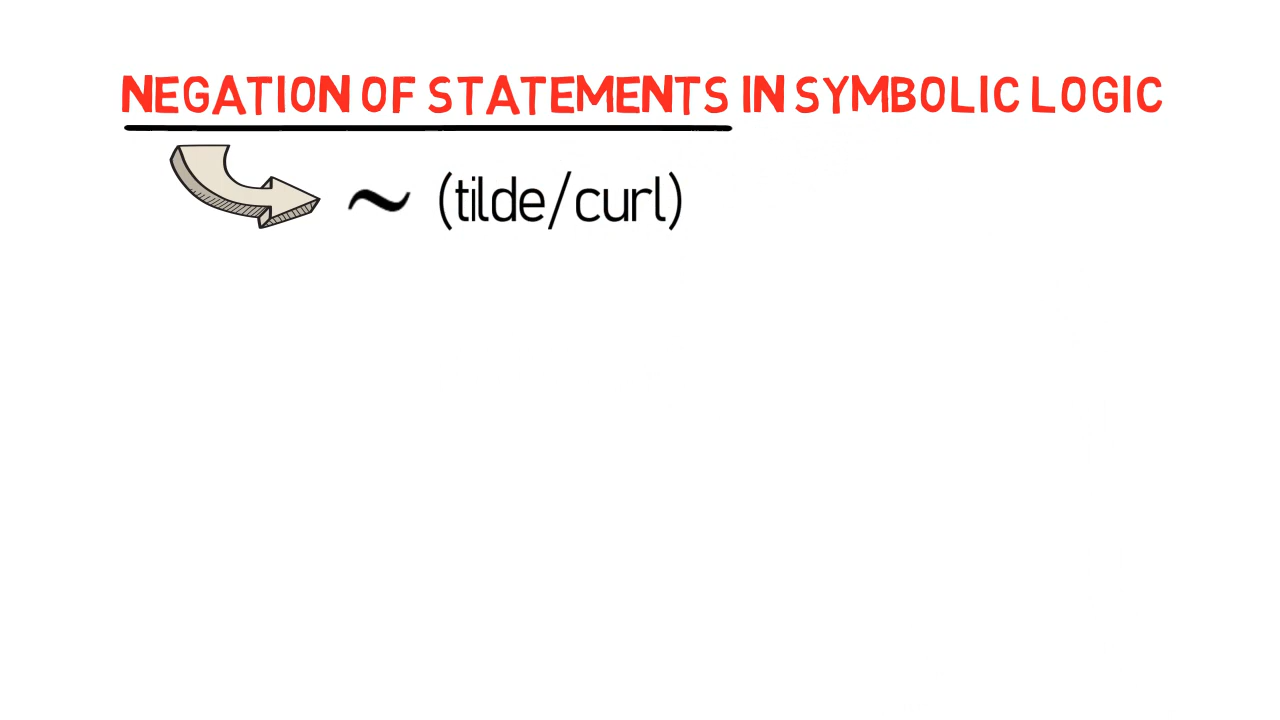 NEGATION OF STATEMENTS IN SYMBOLIC LOGIC
~ (tilde/curl)